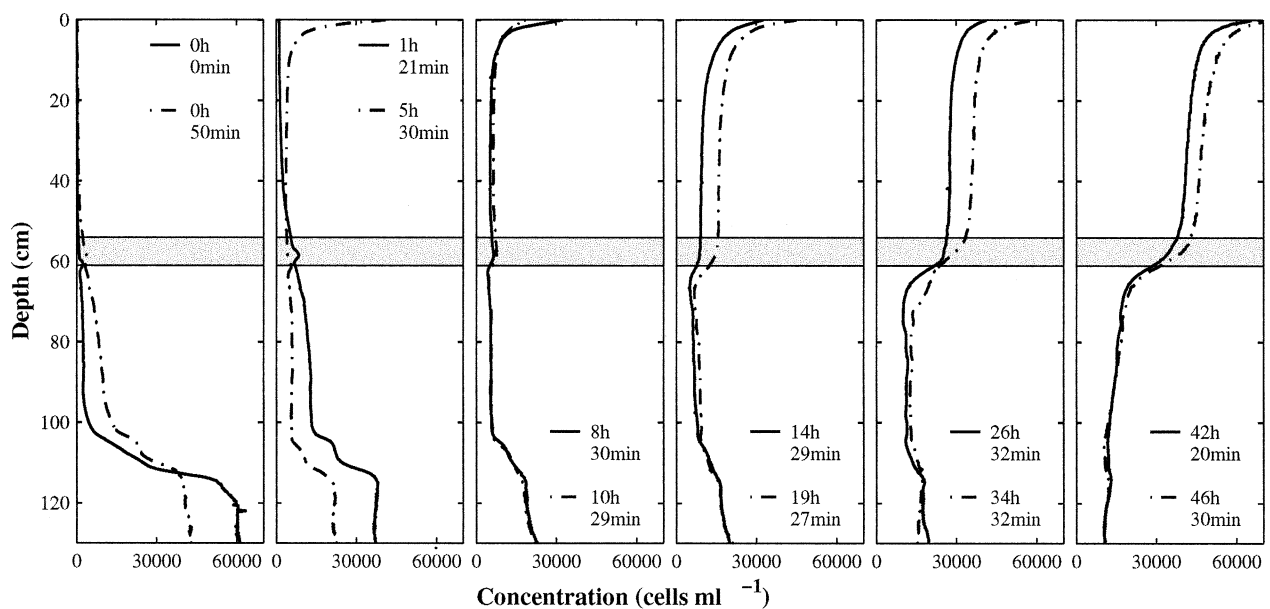 0
20
40
60
80
100
120
Depth (cm)
0h
0min
0h
50min
1h
21min
5h
30min
8h
30min
10h
29min
14h
29min
19h
27min
26h
32min
34h
32min
42h
20min
46h
30min
0 30000 60000 0 30000 60000 0 30000 60000 0 30000 60000 0 30000 60000 0 30000 60000
Concentration (cells ml ⁻¹)